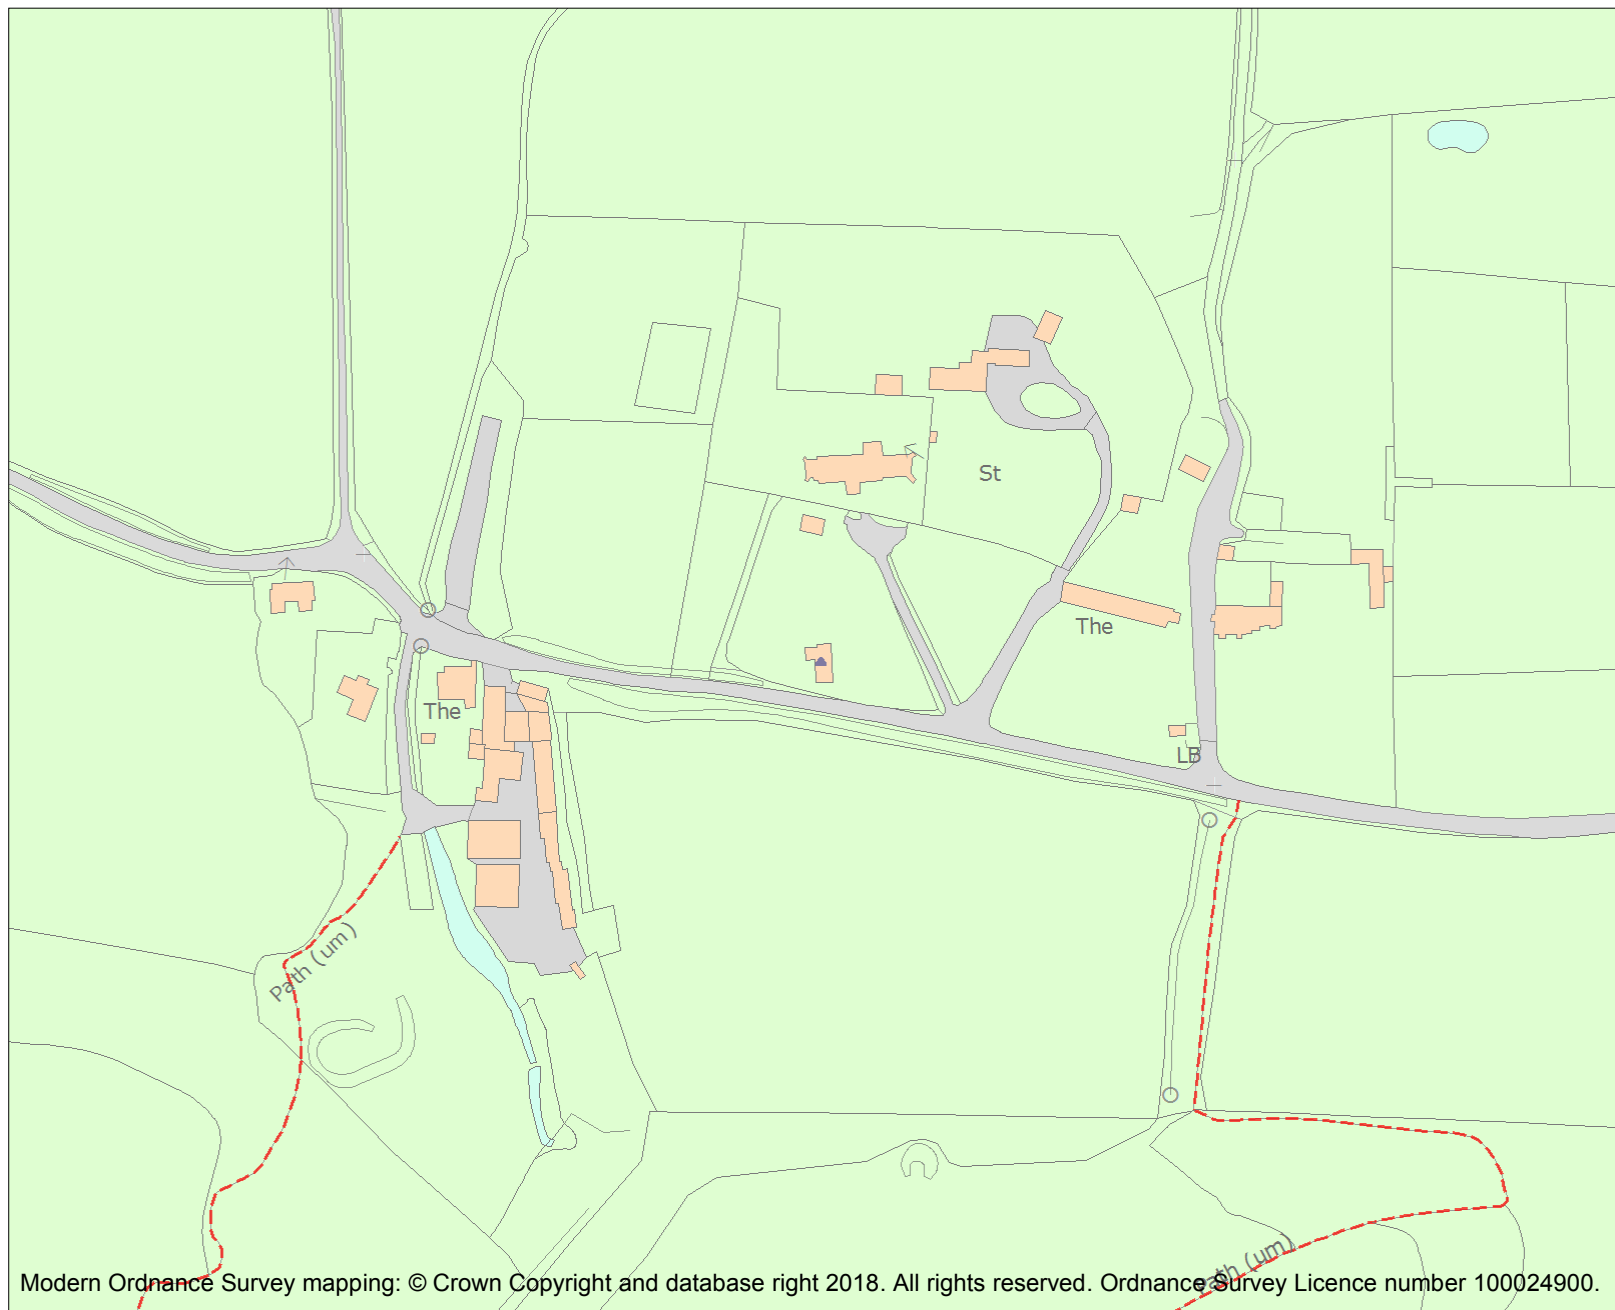 St
The
The
LB
Path (um)
Path (um)
Modern Ordnance Survey mapping: © Crown Copyright and database right 2018. All rights reserved. Ordnance Survey Licence number 100024900.